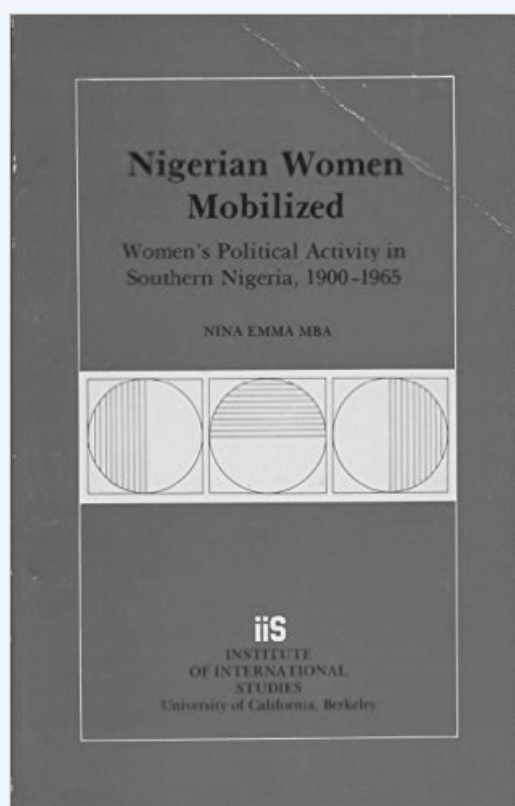 Nigerian Women
Mobilized
Women's Political Activity in
Southern Nigeria, 1900-1965
NINA EMMA MBA
iiS
INSTITUTE
OF INTERNATIONAL
STUDIES
University of California, Berkeley